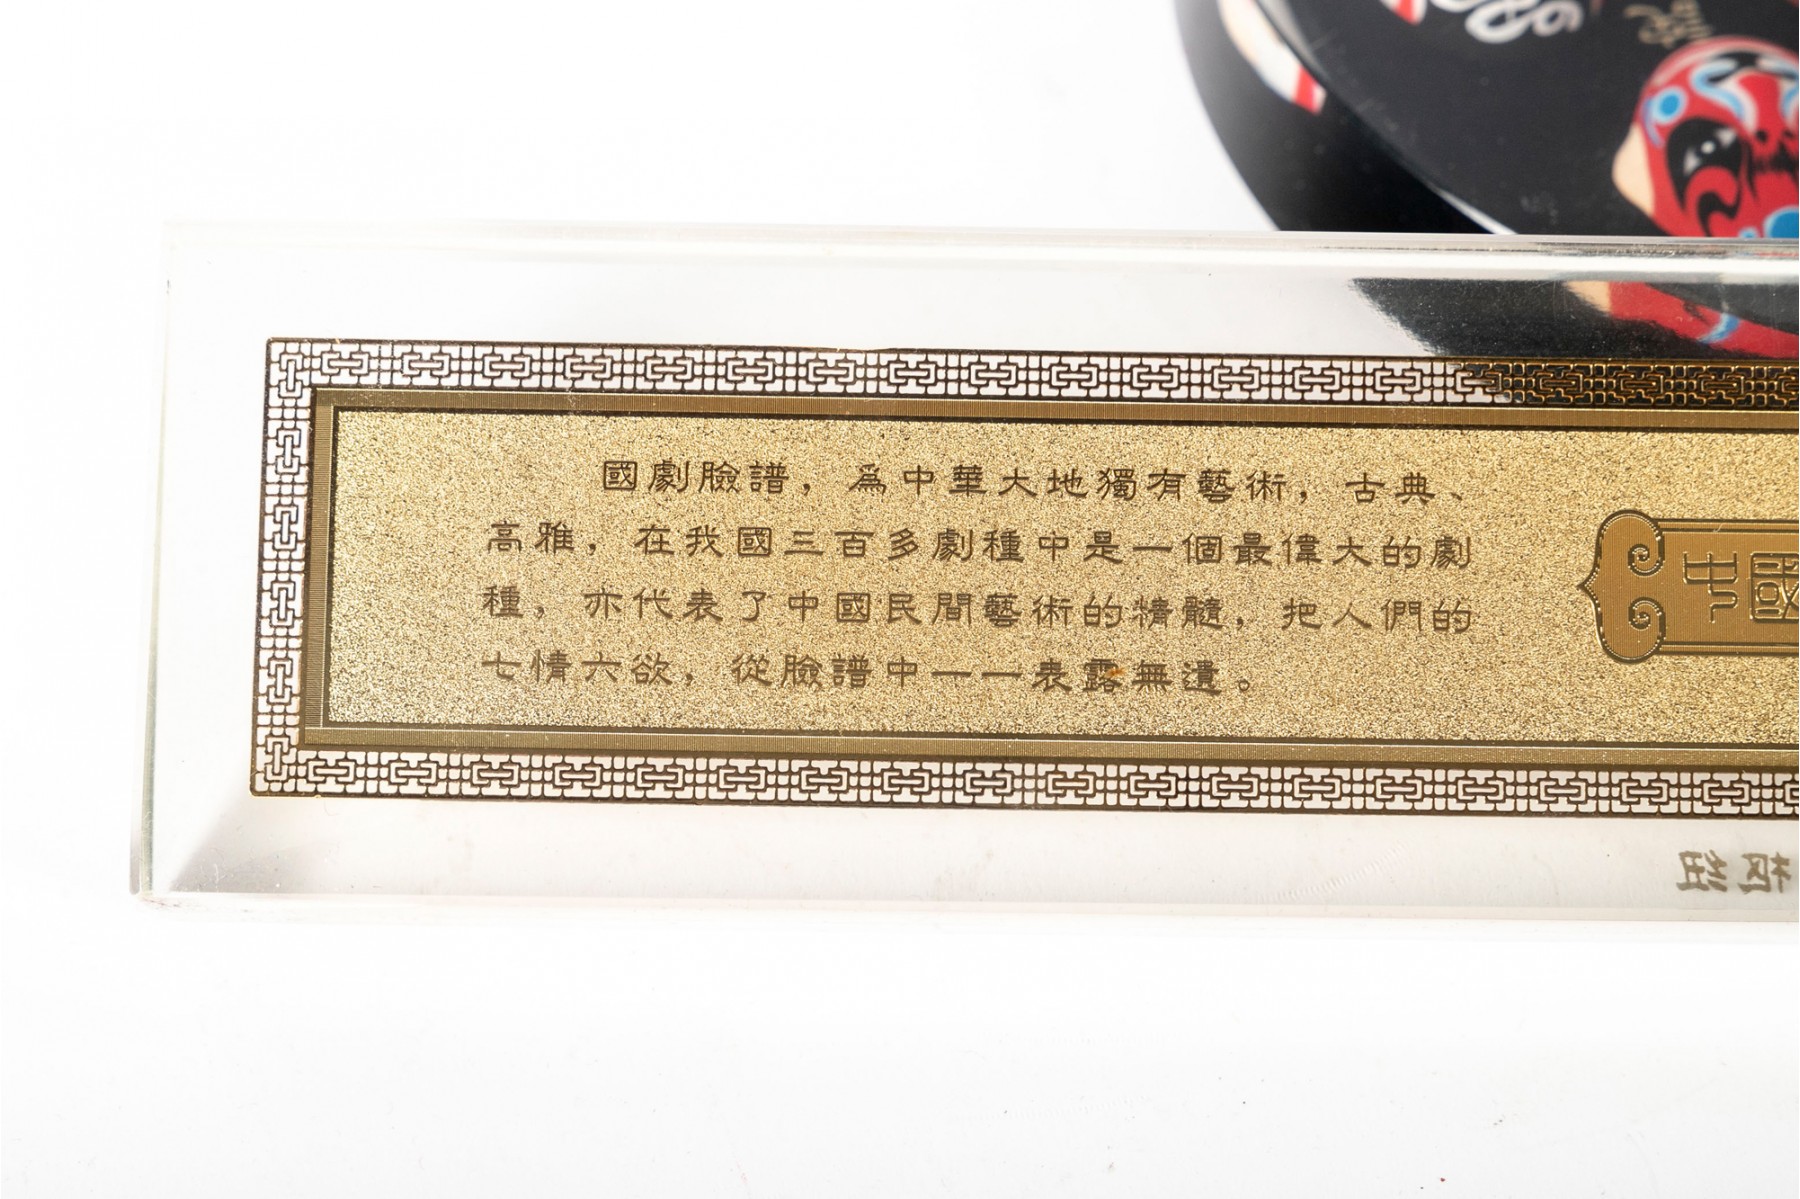 國劇臉譜，爲中華大地獨有藝術，古典、
高雅，在我國三百多劇種中是一個最偉大的劇
種，亦代表了中國民間藝術的精髓，把人們的
七情六欲，從臉譜中一一表露無遺。
國